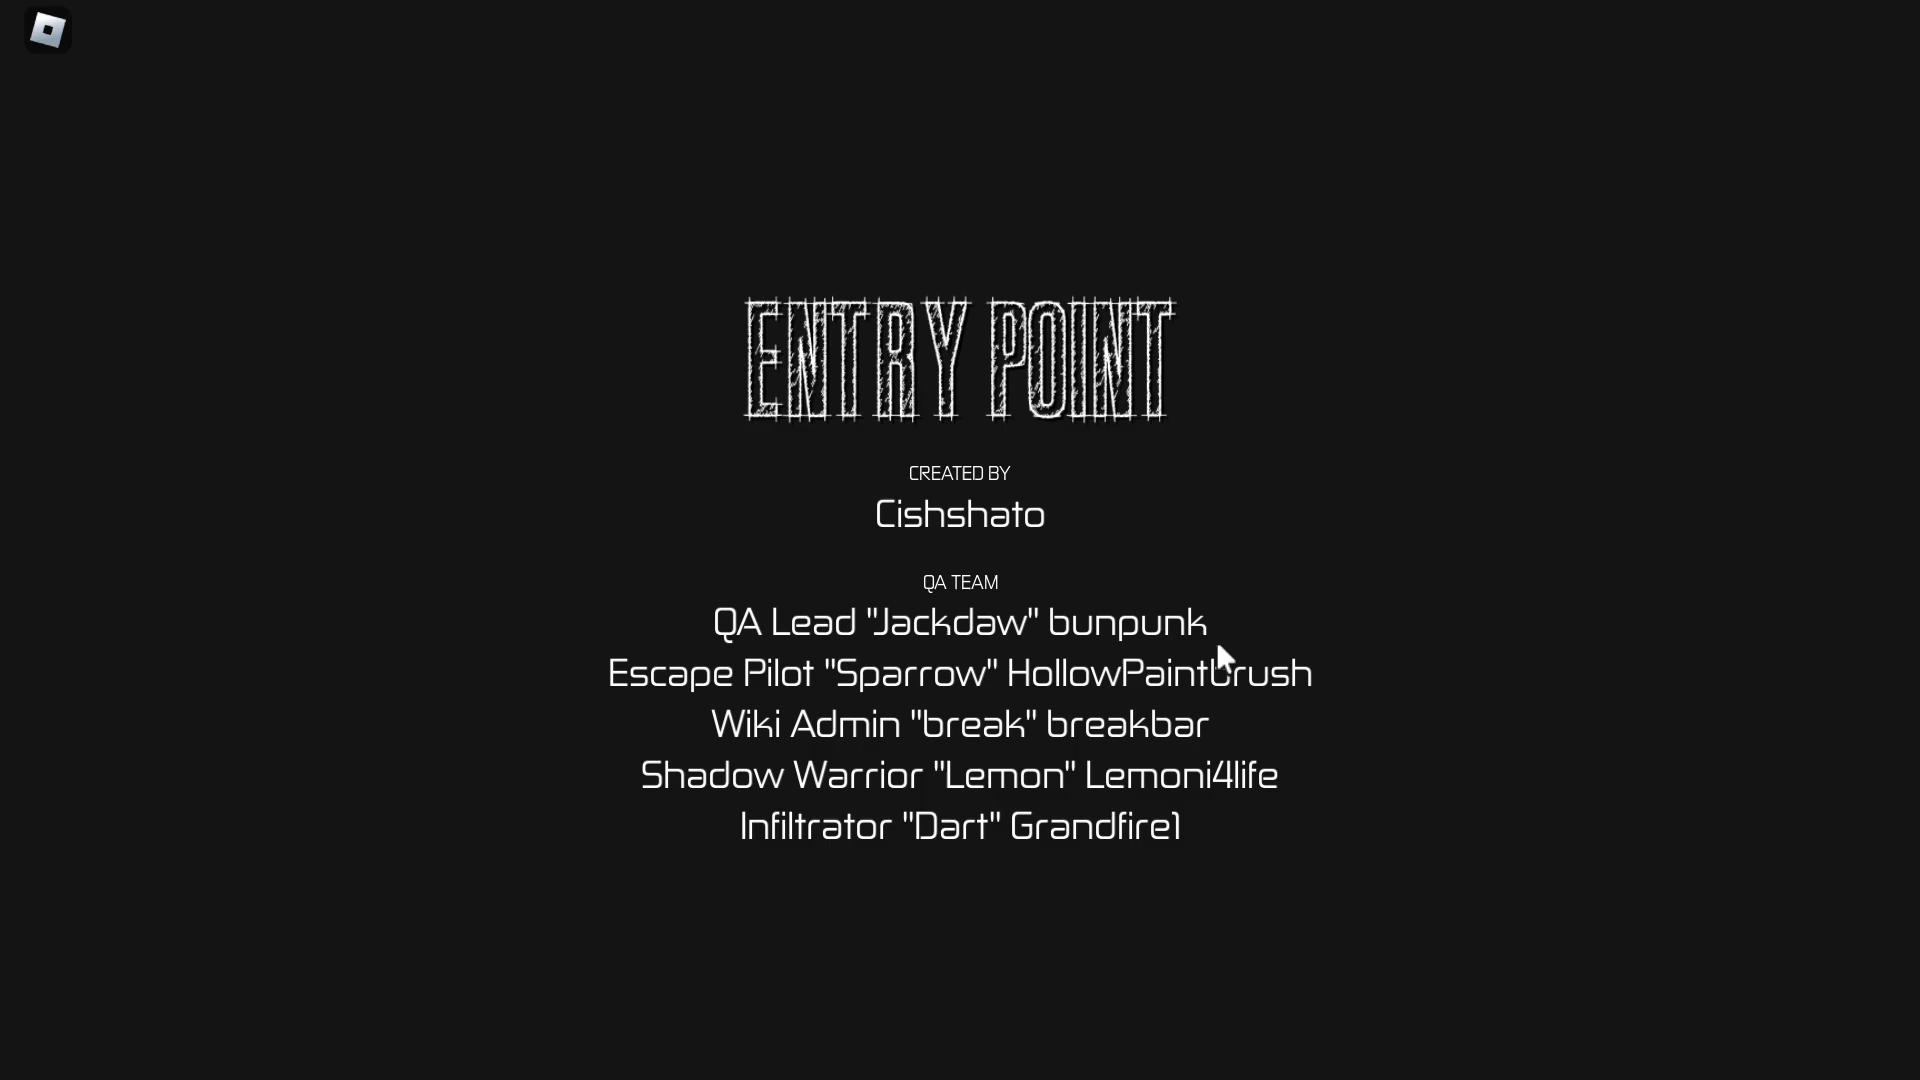 ENTRY POINT
CREATED BY
Cishshato
QA TEAM
QA Lead "Jackdaw" bunpunk
Escape Pilot "Sparrow" HollowPaintbrush
Wiki Admin "break" breakbar
Shadow Warrior "Lemon" Lemoni4life
Infiltrator "Dart" Grandfire1